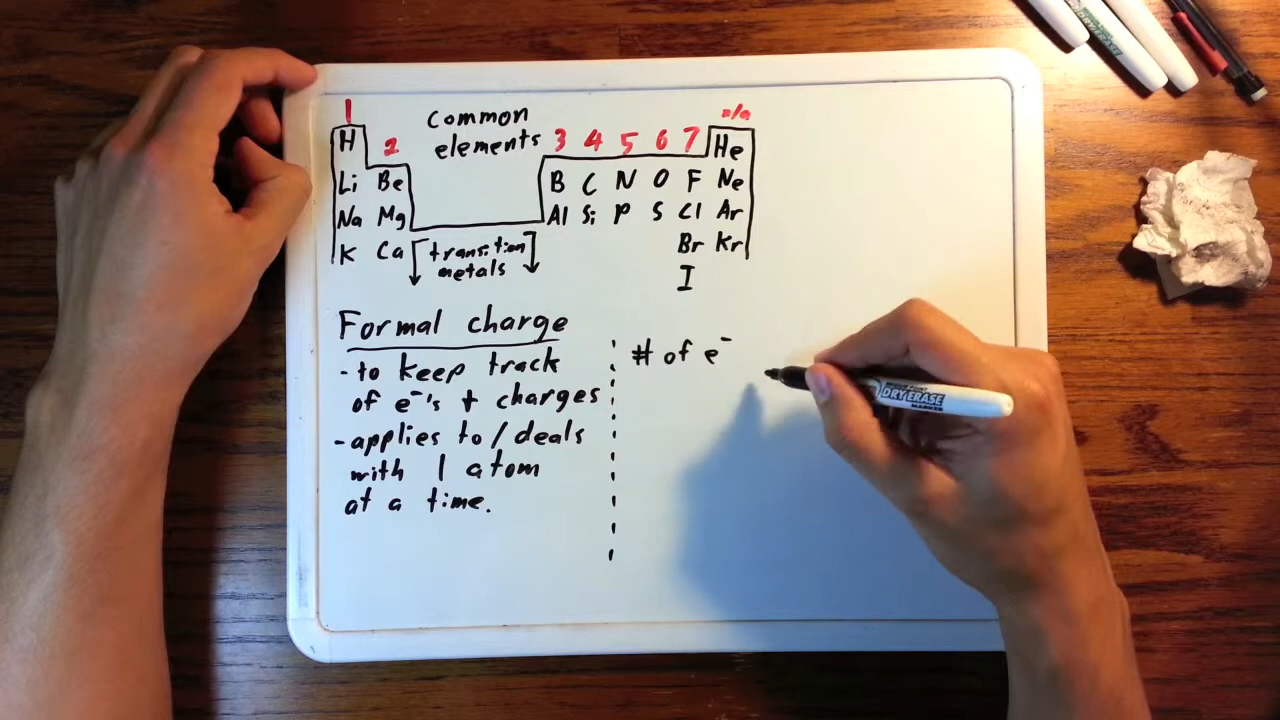 1
common
n/a
elements
H
2
3 4 5 6 7
He
Li Be
B C N O F Ne
Na Mg
Al Si P S Cl Ar
K Ca
transition
metals
Br Kr
I
Formal charge
- to keep track
of e⁻'s + charges
- applies to / deals
with 1 atom
at a time.
# of e⁻
DRY ERASE
MARKER